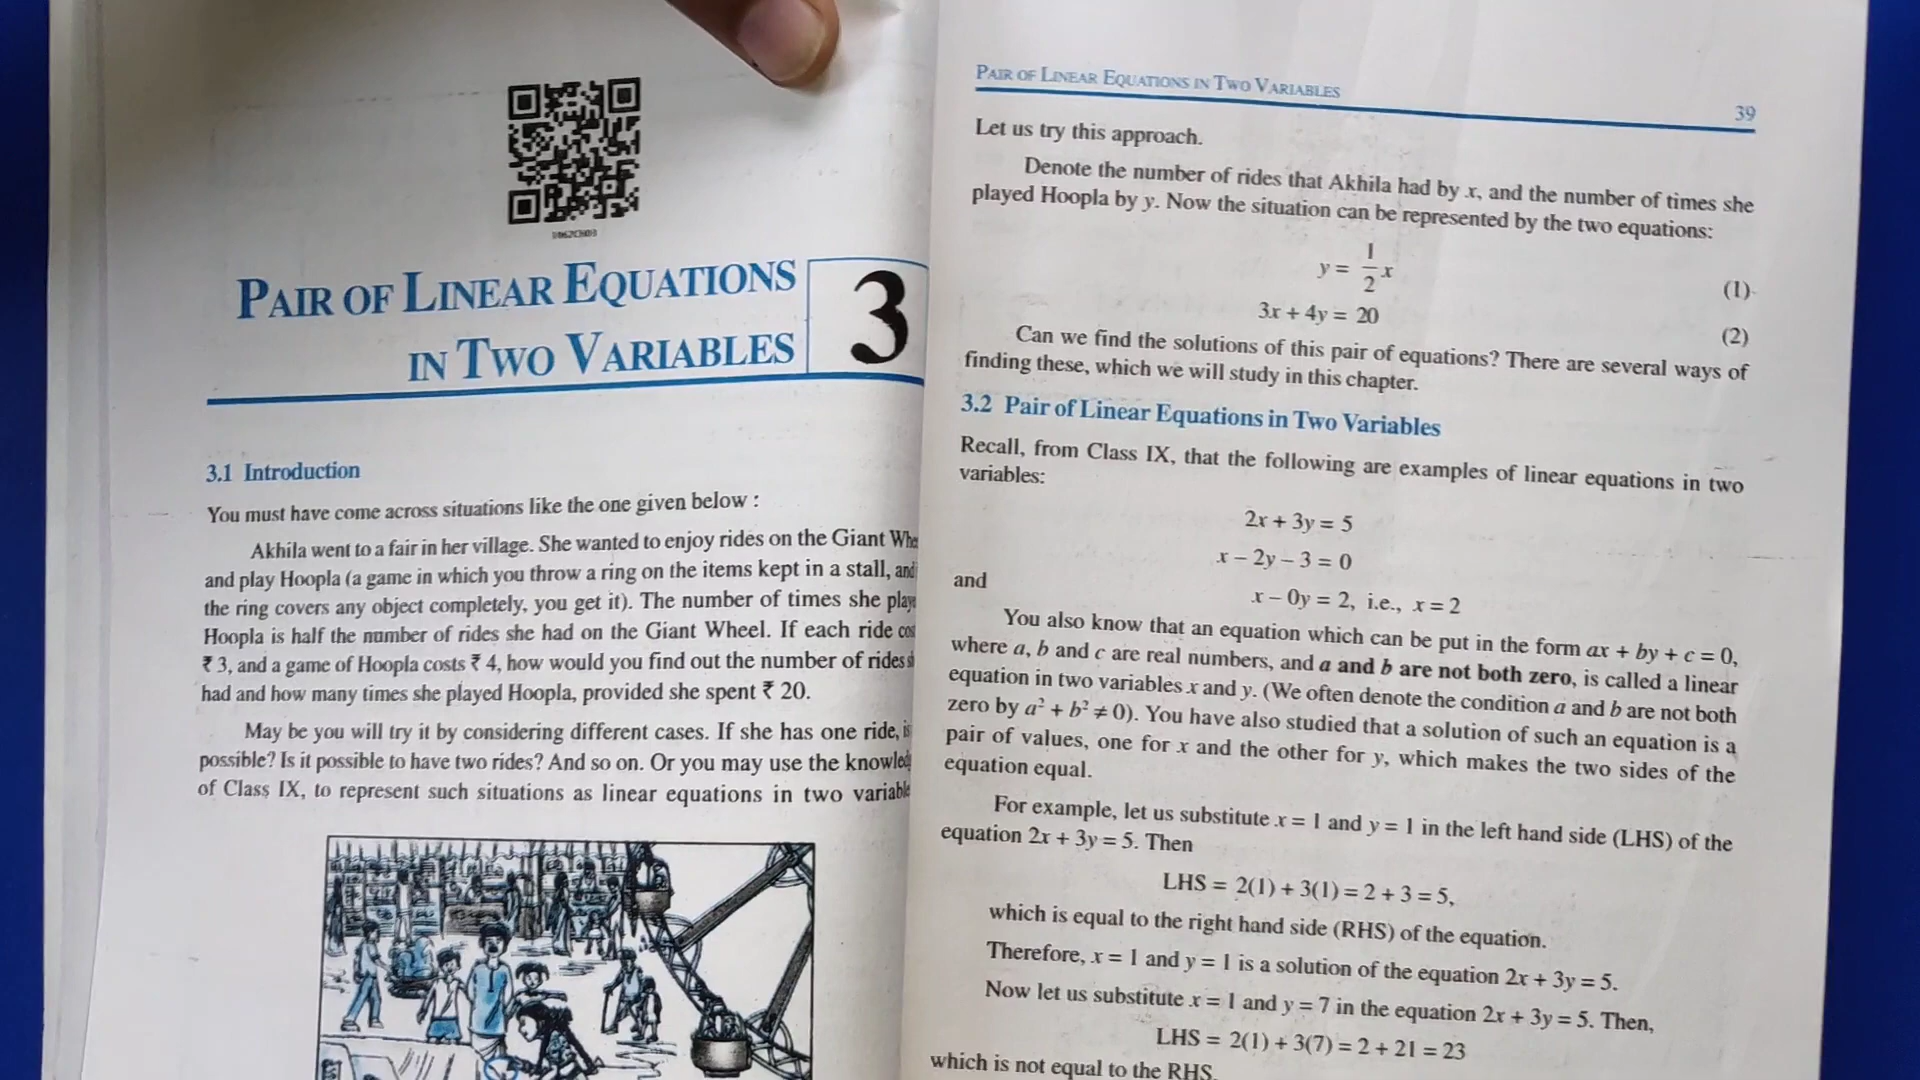 PAIR OF LINEAR EQUATIONS
IN TWO VARIABLES
3
3.1 Introduction
You must have come across situations like the one given below :
Akhila went to a fair in her village. She wanted to enjoy rides on the Giant Whe
and play Hoopla (a game in which you throw a ring on the items kept in a stall, and
the ring covers any object completely, you get it). The number of times she play
Hoopla is half the number of rides she had on the Giant Wheel. If each ride cos
₹ 3, and a game of Hoopla costs ₹ 4, how would you find out the number of rides s
had and how many times she played Hoopla, provided she spent ₹ 20.
May be you will try it by considering different cases. If she has one ride, is
possible? Is it possible to have two rides? And so on. Or you may use the knowled
of Class IX, to represent such situations as linear equations in two variable
PAIR OF LINEAR EQUATIONS IN TWO VARIABLES
39
Let us try this approach.
Denote the number of rides that Akhila had by x, and the number of times she
played Hoopla by y. Now the situation can be represented by the two equations:
y = 1/2 x (1)
3x + 4y = 20 (2)
Can we find the solutions of this pair of equations? There are several ways of
finding these, which we will study in this chapter.
3.2 Pair of Linear Equations in Two Variables
Recall, from Class IX, that the following are examples of linear equations in two
variables:
2x + 3y = 5
x – 2y – 3 = 0
and
x – 0y = 2, i.e., x = 2
You also know that an equation which can be put in the form ax + by + c = 0,
where a, b and c are real numbers, and a and b are not both zero, is called a linear
equation in two variables x and y. (We often denote the condition a and b are not both
zero by a² + b² ≠ 0). You have also studied that a solution of such an equation is a
pair of values, one for x and the other for y, which makes the two sides of the
equation equal.
For example, let us substitute x = 1 and y = 1 in the left hand side (LHS) of the
equation 2x + 3y = 5. Then
LHS = 2(1) + 3(1) = 2 + 3 = 5,
which is equal to the right hand side (RHS) of the equation.
Therefore, x = 1 and y = 1 is a solution of the equation 2x + 3y = 5.
Now let us substitute x = 1 and y = 7 in the equation 2x + 3y = 5. Then,
LHS = 2(1) + 3(7) = 2 + 21 = 23
which is not equal to the RHS.